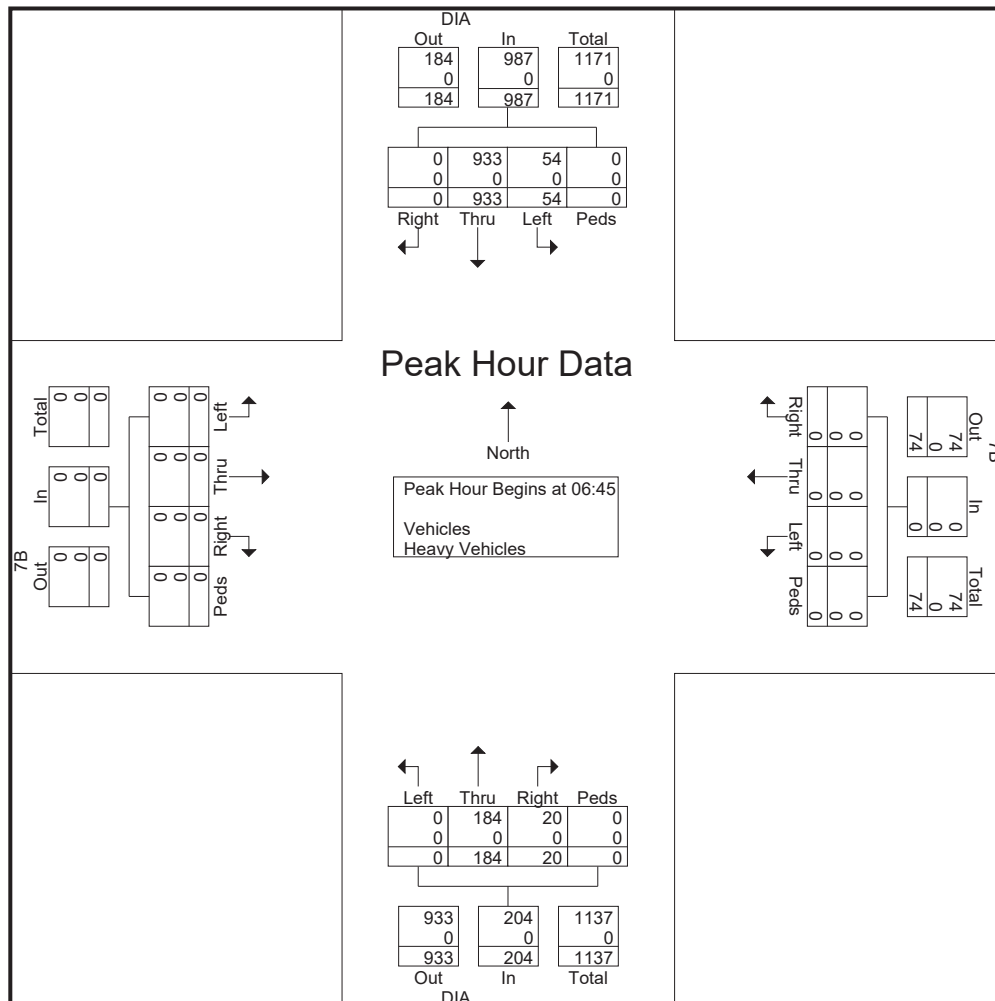 DIA
Out In Total
184 987 1171
0 0 0
184 987 1171
0 933 54 0
0 0 0 0
0 933 54 0
Right Thru Left Peds
Peak Hour Data
North
Peak Hour Begins at 06:45
Vehicles
Heavy Vehicles
7B
Out In Total
0 0 0
0 0 0
0 0 0
Left Thru Right Peds
0 0 0 0
0 0 0 0
0 0 0 0
Right Thru Left Peds
0 0 0 0
0 0 0 0
0 0 0 0
7B
Out In Total
74 0 74
0 0 0
74 0 74
Left Thru Right Peds
0 184 20 0
0 0 0 0
0 184 20 0
933 204 1137
0 0 0
933 204 1137
Out In Total
DIA